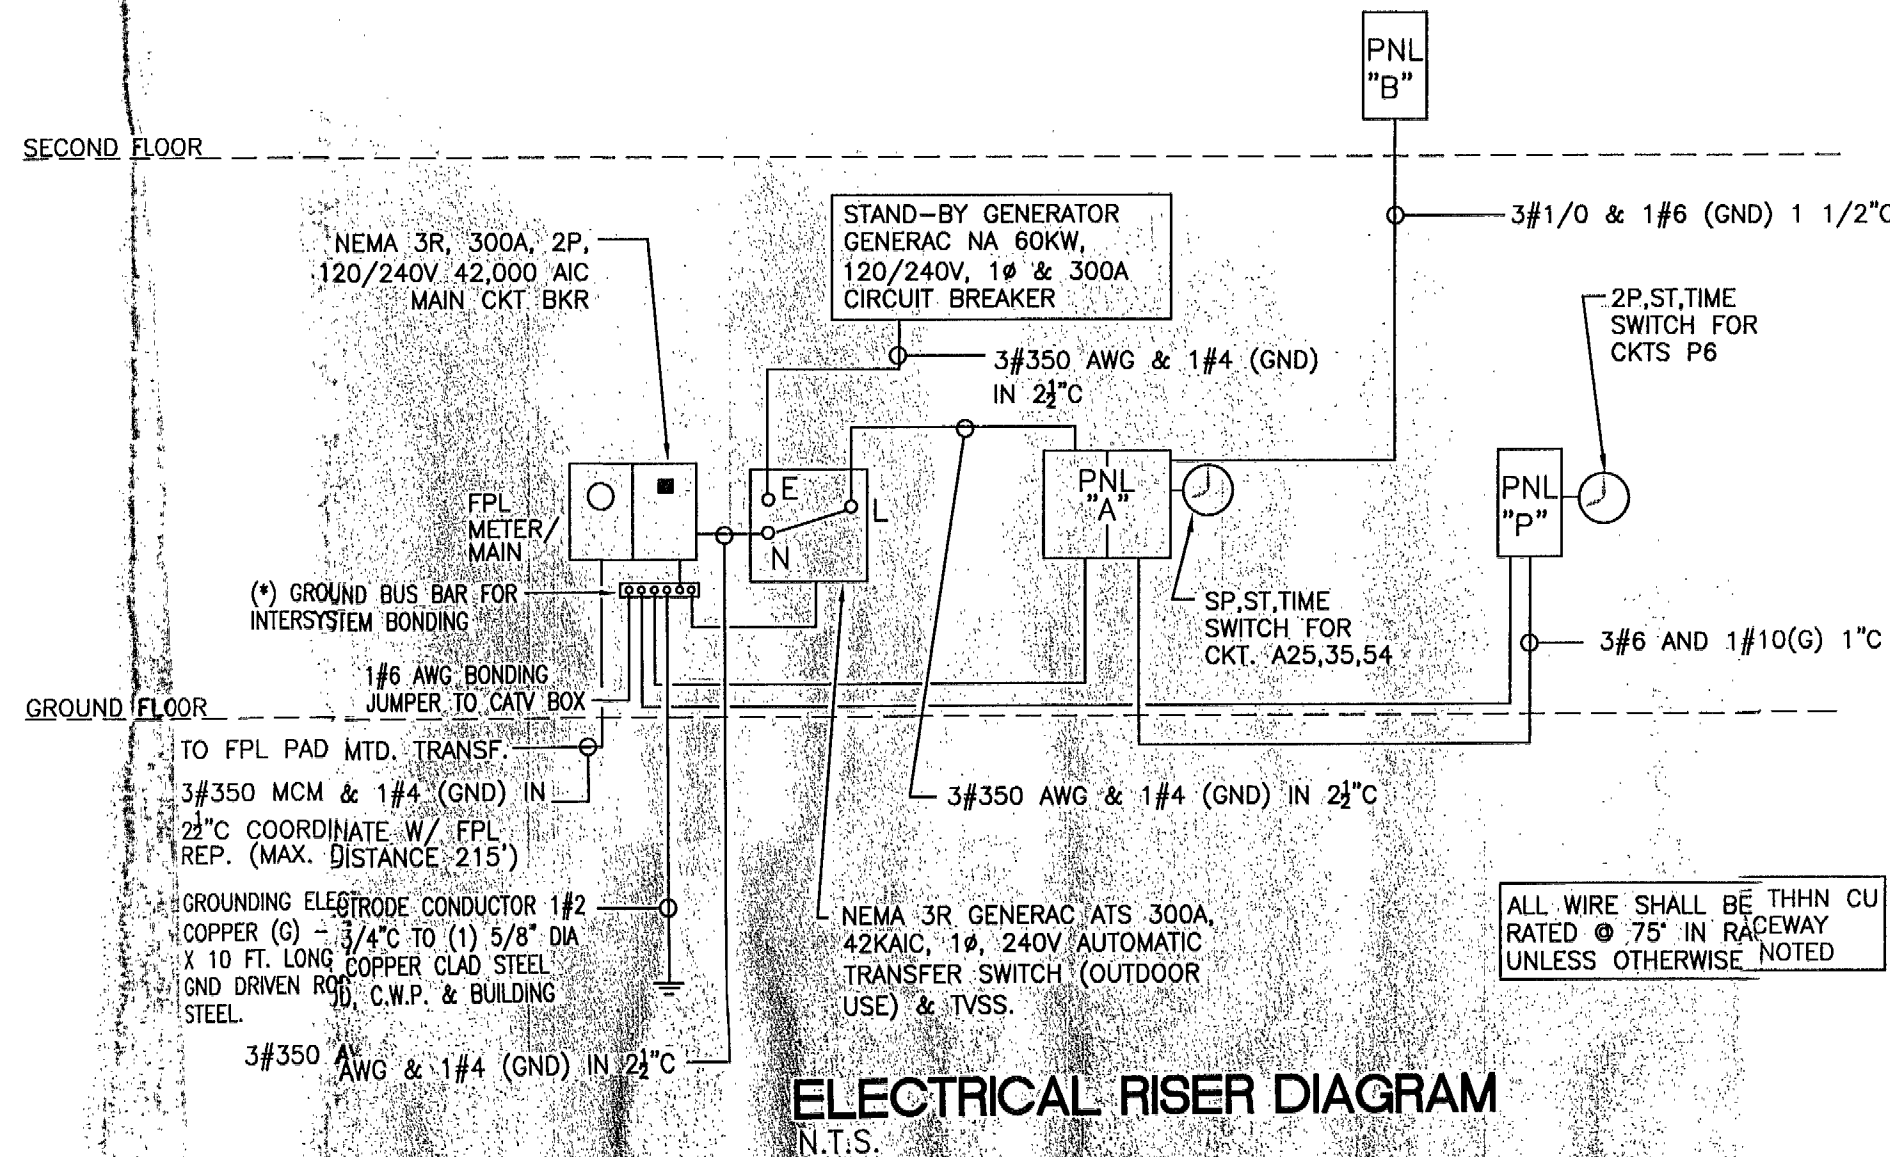 PNL
"B"
SECOND FLOOR
3#1/0 & 1#6 (GND) 1 1/2"C
STAND-BY GENERATOR
GENERAC NA 60KW,
120/240V, 1ø & 300A
CIRCUIT BREAKER
NEMA 3R, 300A, 2P,
120/240V 42,000 AIC
MAIN CKT BKR
2P,ST,TIME
SWITCH FOR
CKTS P6
3#350 AWG & 1#4 (GND)
IN 2½"C
FPL
METER/
MAIN
E
L
N
PNL
"A"
PNL
"P"
(*) GROUND BUS BAR FOR
INTERSYSTEM BONDING
SP,ST,TIME
SWITCH FOR
CKT. A25,35,54
3#6 AND 1#10(G) 1"C
1#6 AWG BONDING
JUMPER TO CATV BOX
GROUND FLOOR
TO FPL PAD MTD. TRANSF.
3#350 MCM & 1#4 (GND) IN
2½"C COORDINATE W/ FPL
REP. (MAX. DISTANCE 215')
3#350 AWG & 1#4 (GND) IN 2½"C
GROUNDING ELECTRODE CONDUCTOR 1#2
COPPER (G) - 3/4"C TO (1) 5/8" DIA
X 10 FT. LONG COPPER CLAD STEEL
GND DRIVEN ROD, C.W.P. & BUILDING
STEEL.
NEMA 3R GENERAC ATS 300A,
42KAIC, 1ø, 240V AUTOMATIC
TRANSFER SWITCH (OUTDOOR
USE) & TVSS.
ALL WIRE SHALL BE THHN CU
RATED @ 75° IN RACEWAY
UNLESS OTHERWISE NOTED
3#350 AWG & 1#4 (GND) IN 2½"C
ELECTRICAL RISER DIAGRAM
N.T.S.